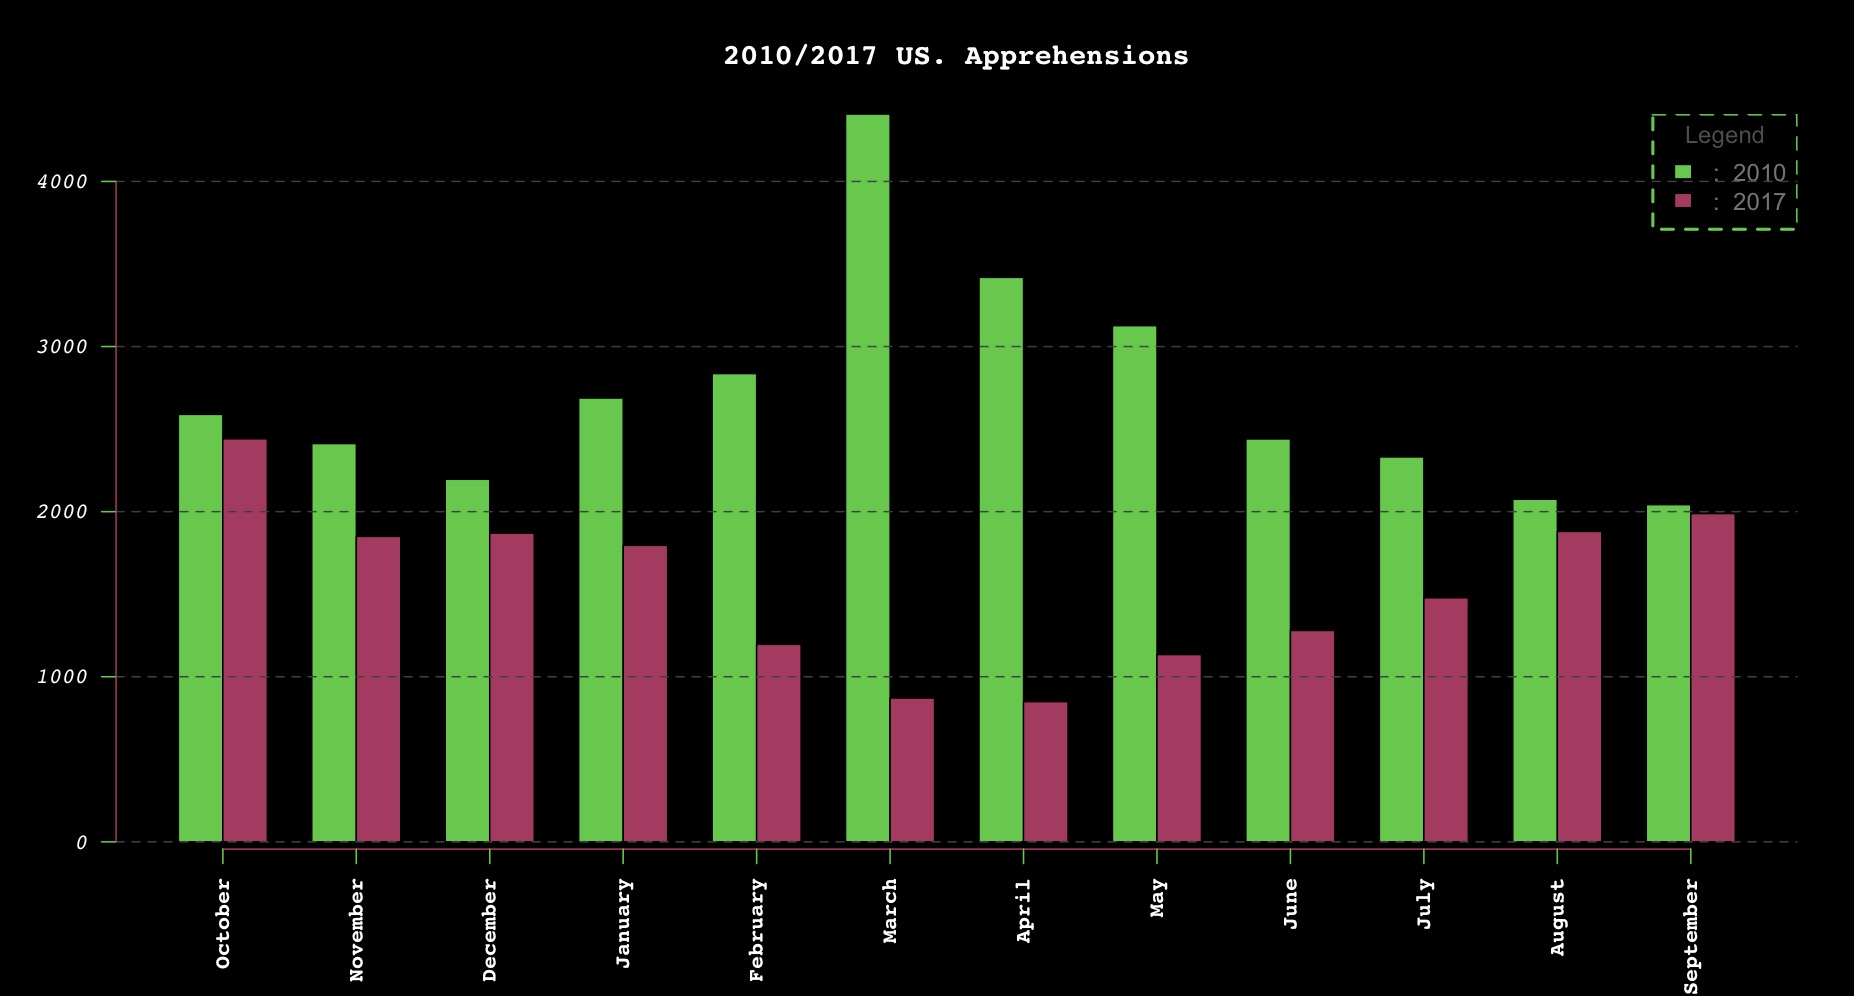 2010/2017 US. Apprehensions
Legend
: 2010
: 2017
4000
3000
2000
1000
0
October
November
December
January
February
March
April
May
June
July
August
September